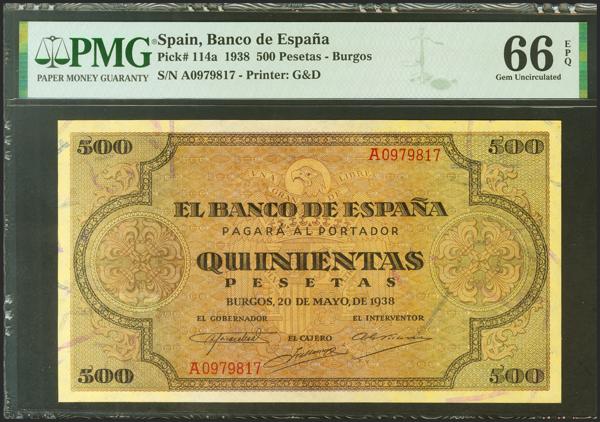 PMG
PAPER MONEY GUARANTY
Spain, Banco de España
Pick# 114a 1938 500 Pesetas - Burgos
S/N A0979817 - Printer: G&D
66 EPQ
Gem Uncirculated
500
A0979817
500
EL BANCO DE ESPAÑA
PAGARÁ AL PORTADOR
QUINIENTAS
PESETAS
BURGOS, 20 DE MAYO, DE 1938
EL GOBERNADOR
EL INTERVENTOR
EL CAJERO
500
A0979817
500